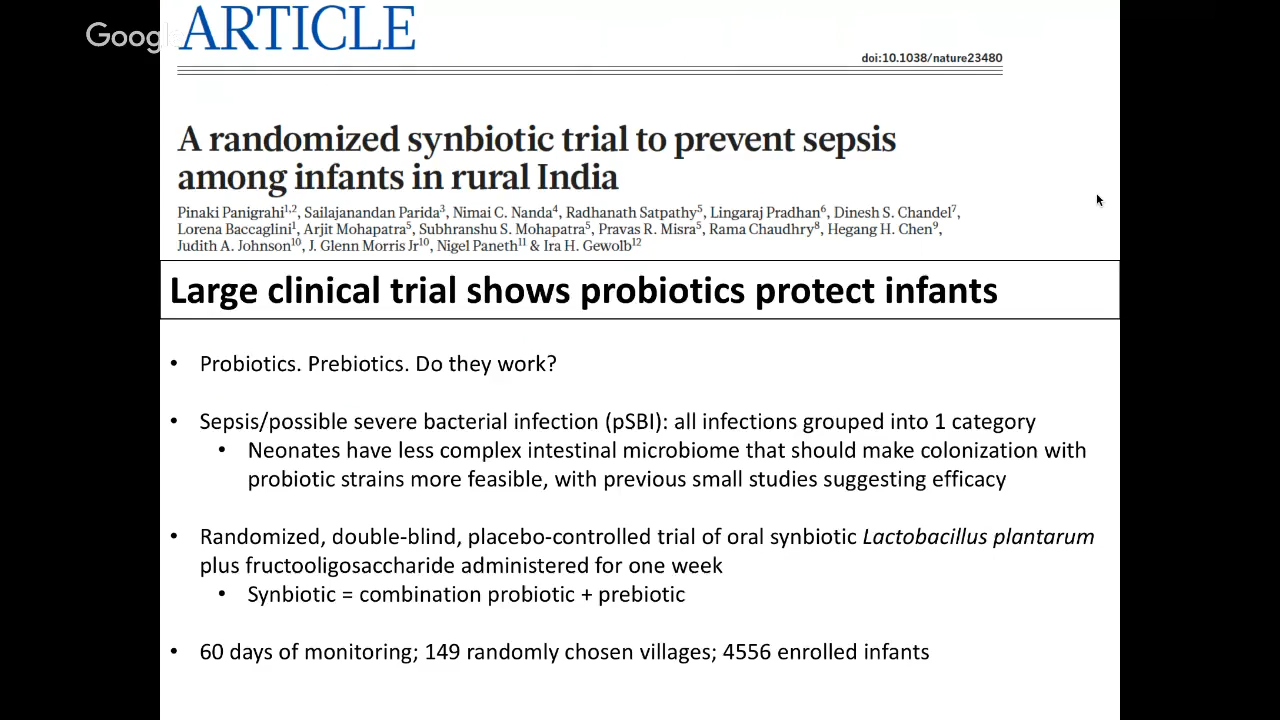 Google
ARTICLE
doi:10.1038/nature23480
A randomized synbiotic trial to prevent sepsis
among infants in rural India
Pinaki Panigrahi1,2, Sailajanandan Parida3, Nimai C. Nanda4, Radhanath Satpathy5, Lingaraj Pradhan6, Dinesh S. Chandel7,
Lorena Baccaglini1, Arjit Mohapatra5, Subhranshu S. Mohapatra5, Pravas R. Misra5, Rama Chaudhry8, Hegang H. Chen9,
Judith A. Johnson10, J. Glenn Morris Jr10, Nigel Paneth11 & Ira H. Gewolb12
Large clinical trial shows probiotics protect infants
• Probiotics. Prebiotics. Do they work?
• Sepsis/possible severe bacterial infection (pSBI): all infections grouped into 1 category
• Neonates have less complex intestinal microbiome that should make colonization with
probiotic strains more feasible, with previous small studies suggesting efficacy
• Randomized, double-blind, placebo-controlled trial of oral synbiotic Lactobacillus plantarum
plus fructooligosaccharide administered for one week
• Synbiotic = combination probiotic + prebiotic
• 60 days of monitoring; 149 randomly chosen villages; 4556 enrolled infants